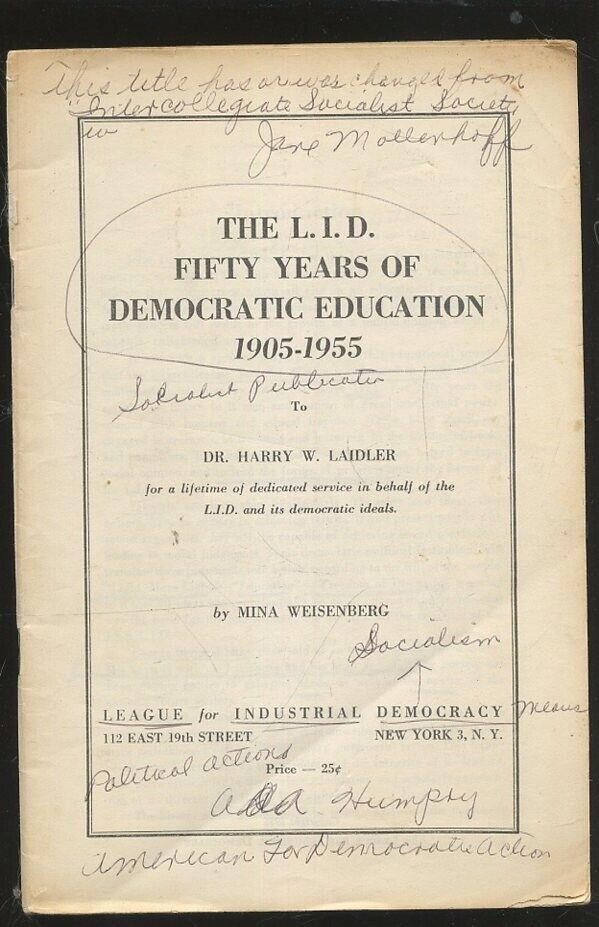 This title has or was changed from
"Intercollegiate Socialist Society
Jane Mollenhoff
THE L. I. D.
FIFTY YEARS OF
DEMOCRATIC EDUCATION
1905-1955
Socialist Publication
To
DR. HARRY W. LAIDLER
for a lifetime of dedicated service in behalf of the
L.I.D. and its democratic ideals.
by MINA WEISENBERG
Socialism
LEAGUE for INDUSTRIAL DEMOCRACY means
112 EAST 19th STREET NEW YORK 3, N. Y.
Political actions
Price — 25¢
ADA Humpry
American For Democratic Action